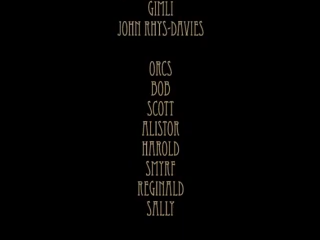 GIMLI
JOHN RHYS-DAVIES
ORCS
BOB
SCOTT
ALISTOR
HAROLD
SMYRF
REGINALD
SALLY